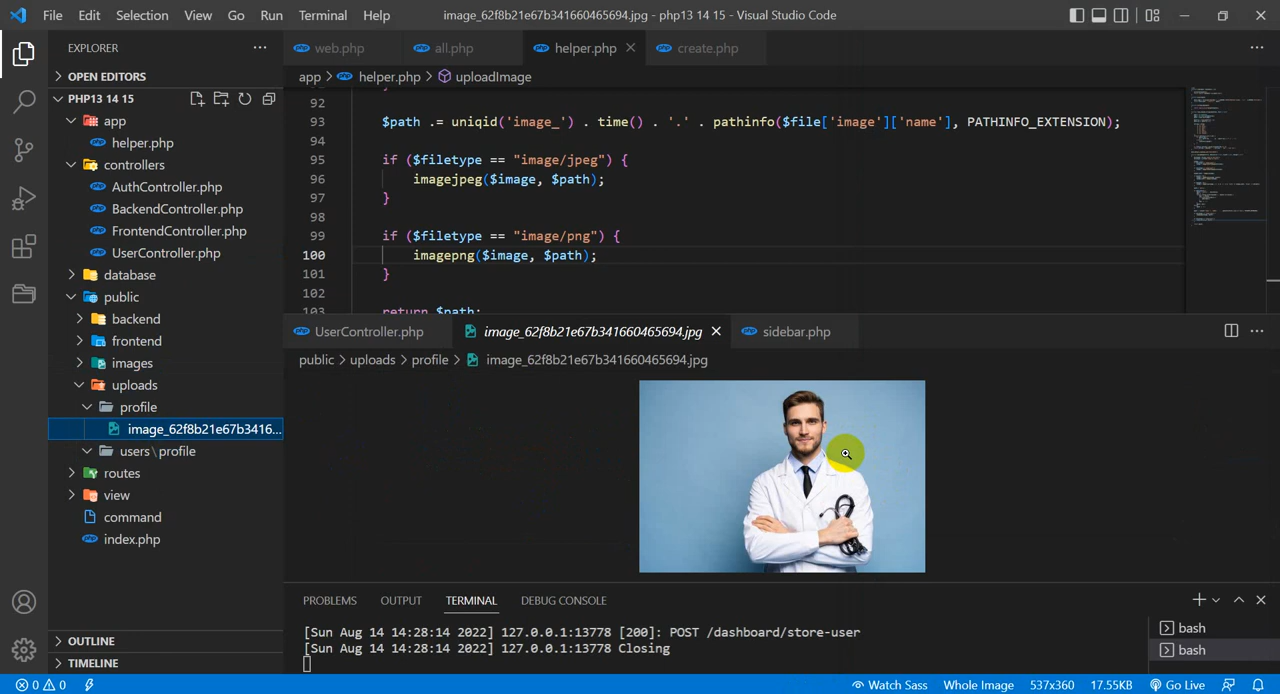 File Edit Selection View Go Run Terminal Help image_62f8b21e67b341660465694.jpg - php13 14 15 - Visual Studio Code
EXPLORER
OPEN EDITORS
PHP13 14 15
app
helper.php
controllers
AuthController.php
BackendController.php
FrontendController.php
UserController.php
database
public
backend
frontend
images
uploads
profile
image_62f8b21e67b3416...
users\profile
routes
view
command
index.php
OUTLINE
TIMELINE
web.php all.php helper.php create.php
app > helper.php > uploadImage
92
93 $path .= uniqid('image_') . time() . '.' . pathinfo($file['image']['name'], PATHINFO_EXTENSION);
94
95 if ($filetype == "image/jpeg") {
96 imagejpeg($image, $path);
97 }
98
99 if ($filetype == "image/png") {
100 imagepng($image, $path);
101 }
102
103 return $path;
UserController.php image_62f8b21e67b341660465694.jpg sidebar.php
public > uploads > profile > image_62f8b21e67b341660465694.jpg
PROBLEMS OUTPUT TERMINAL DEBUG CONSOLE
[Sun Aug 14 14:28:14 2022] 127.0.0.1:13778 [200]: POST /dashboard/store-user
[Sun Aug 14 14:28:14 2022] 127.0.0.1:13778 Closing
bash
bash
0 0 Watch Sass Whole Image 537x360 17.55KB Go Live